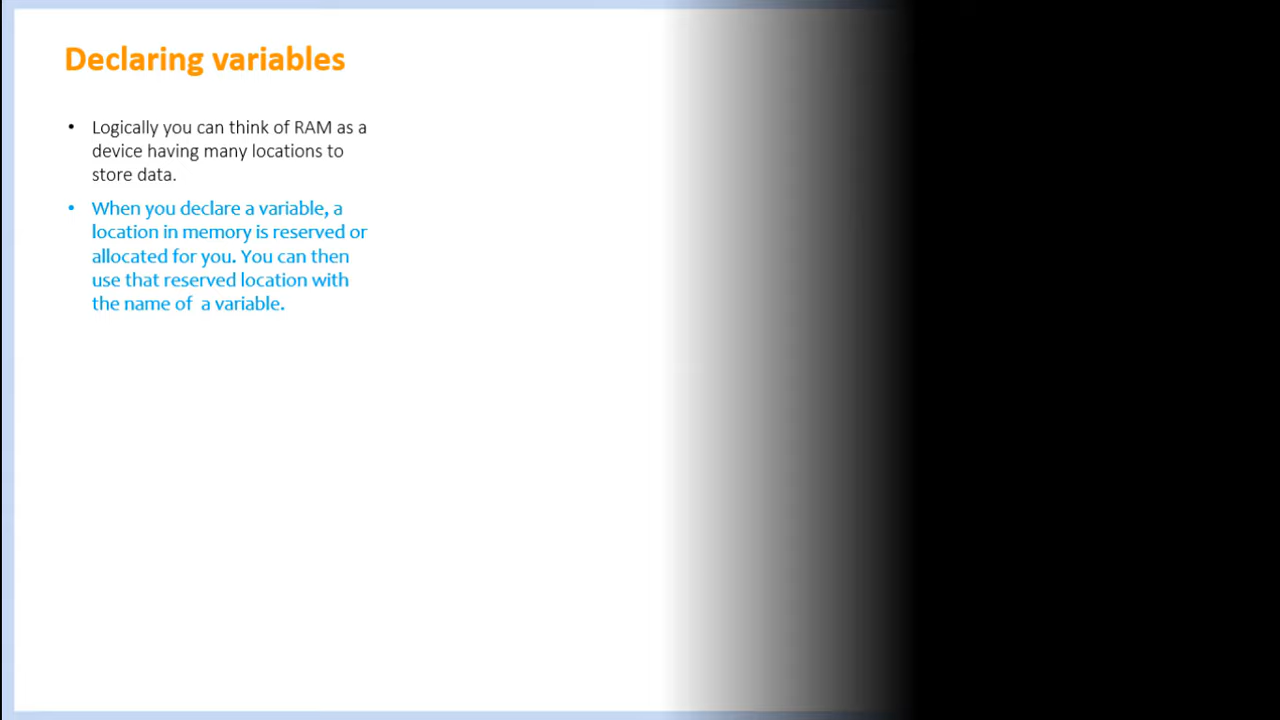 Declaring variables
• Logically you can think of RAM as a
device having many locations to
store data.
• When you declare a variable, a
location in memory is reserved or
allocated for you. You can then
use that reserved location with
the name of  a variable.